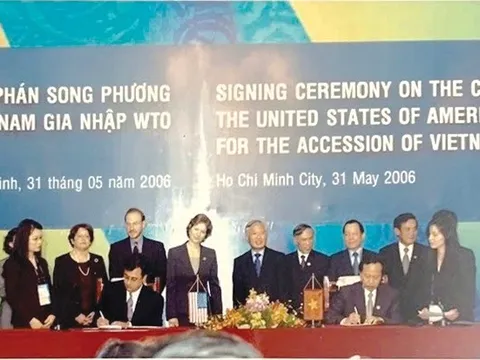 PHÁN SONG PHƯƠNG
NAM GIA NHẬP WTO
inh, 31 tháng 05 năm 2006
SIGNING CEREMONY ON THE C
THE UNITED STATES OF AMER
FOR THE ACCESSION OF VIETN
Ho Chi Minh City, 31 May 2006